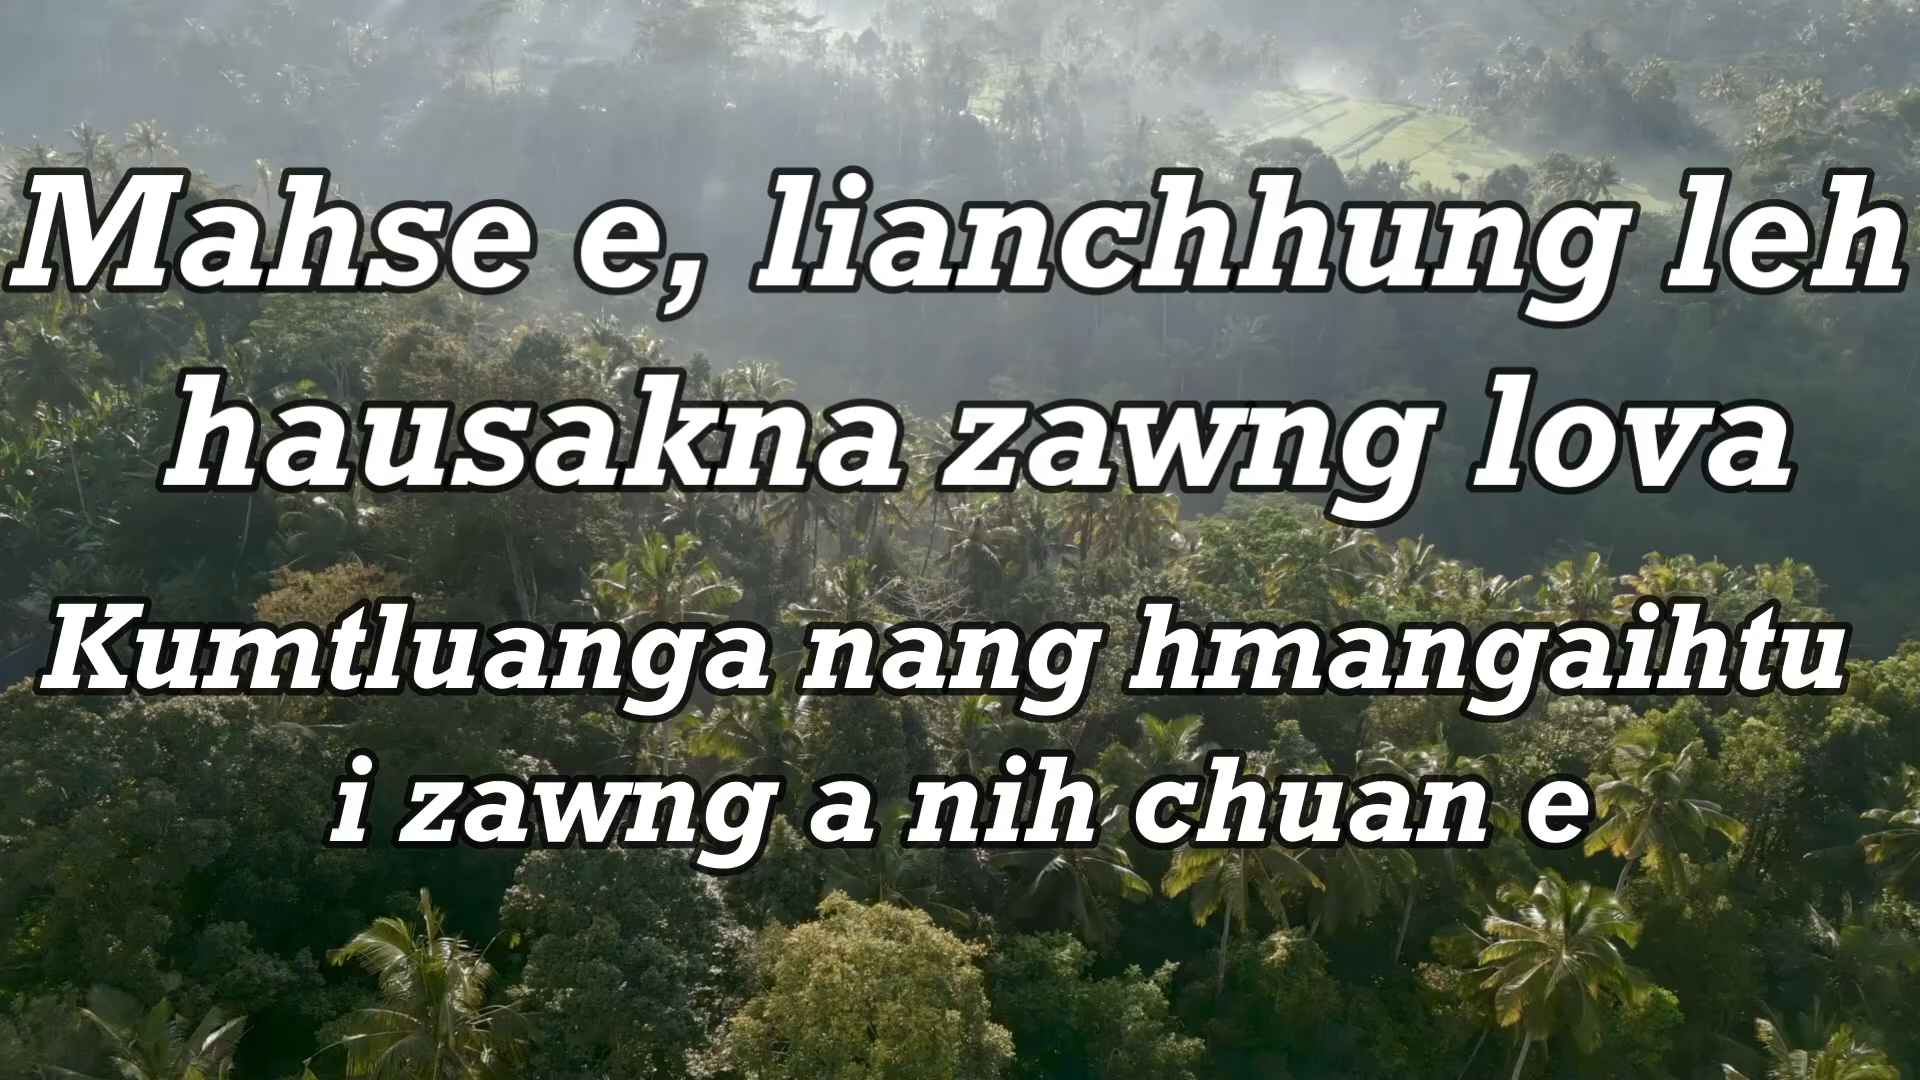 Mahse e, lianchhung leh
hausakna zawng lova
Kumtluanga nang hmangaihtu
i zawng a nih chuan e